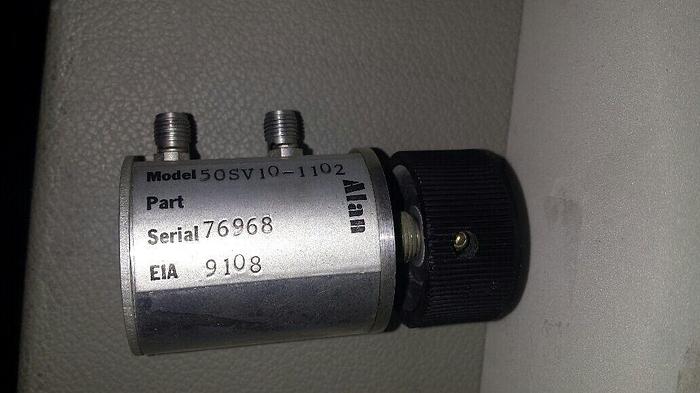 Model 50SV10-1102
Part
Serial 76968
EIA 9108
Alan